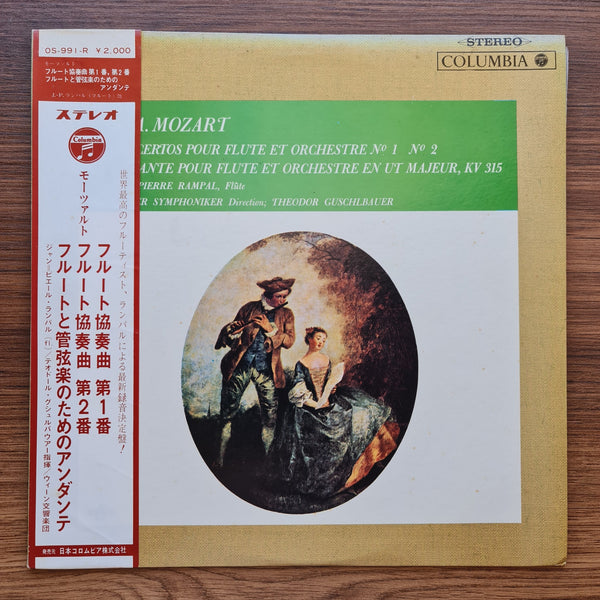 OS-991-R ¥2,000
モーツァルト
フルート協奏曲 第1番, 第2番
フルートと管弦楽のための
アンダンテ
ステレオ
Columbia
世界最高のフルーティスト、ランパルによる最新録音決定盤!
モーツアルト
フルート協奏曲 第1番
フルート協奏曲 第2番
フルートと管弦楽のためのアンダンテ
ジャン=ピエール・ランパル(fl)/テオドール・グシュルバウアー指揮/ウィーン交響楽団
発売元 日本コロムビア株式会社
STEREO
COLUMBIA
A. MOZART
CERTOS POUR FLUTE ET ORCHESTRE Nº 1 Nº 2
ANTE POUR FLUTE ET ORCHESTRE EN UT MAJEUR, KV 315
PIERRE RAMPAL, Flûte
ER SYMPHONIKER Direction; THEODOR GUSCHLBAUER